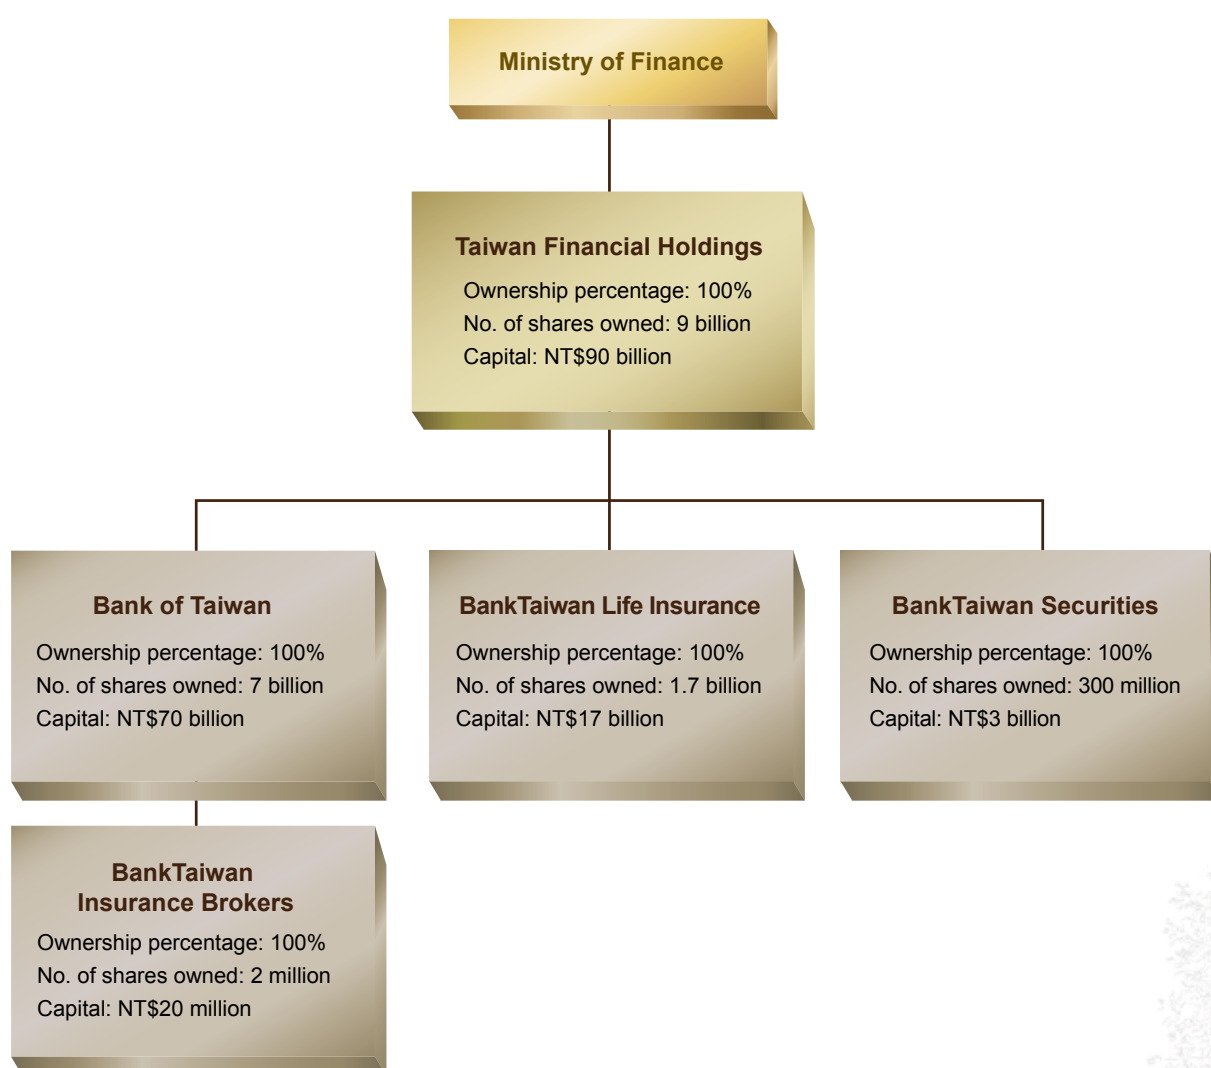 Ministry of Finance
Taiwan Financial Holdings
Ownership percentage: 100%
No. of shares owned: 9 billion
Capital: NT$90 billion
Bank of Taiwan
Ownership percentage: 100%
No. of shares owned: 7 billion
Capital: NT$70 billion
BankTaiwan Life Insurance
Ownership percentage: 100%
No. of shares owned: 1.7 billion
Capital: NT$17 billion
BankTaiwan Securities
Ownership percentage: 100%
No. of shares owned: 300 million
Capital: NT$3 billion
BankTaiwan
Insurance Brokers
Ownership percentage: 100%
No. of shares owned: 2 million
Capital: NT$20 million